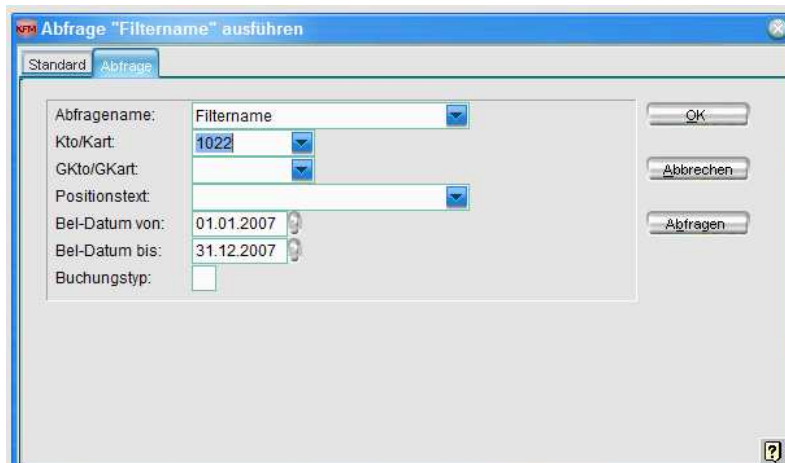 KFM Abfrage "Filtername" ausführen
Standard Abfrage
Abfragename: Filtername
OK
Kto/Kart: 1022
GKto/GKart:
Abbrechen
Positionstext:
Bel-Datum von: 01.01.2007
Abfragen
Bel-Datum bis: 31.12.2007
Buchungstyp:
?